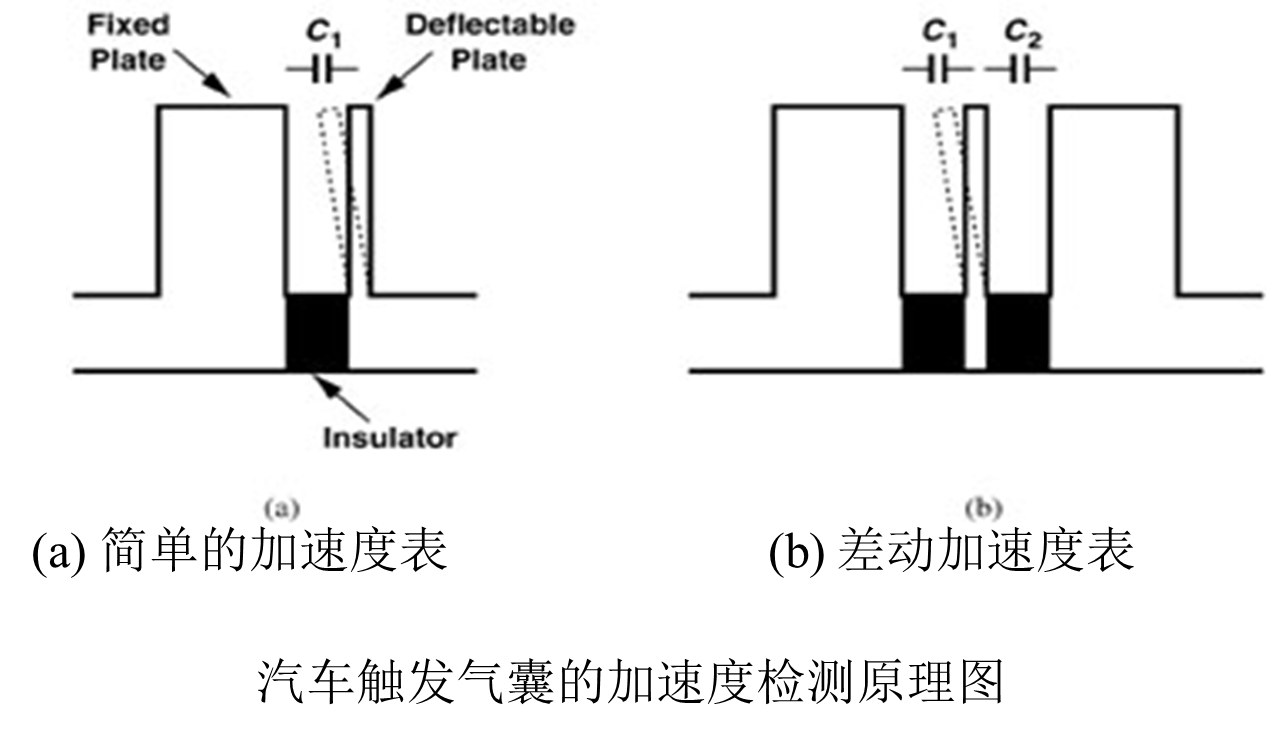 Fixed
Plate
C1
Deflectable
Plate
C1 C2
Insulator
(a)
(b)
(a) 简单的加速度表
(b) 差动加速度表
汽车触发气囊的加速度检测原理图